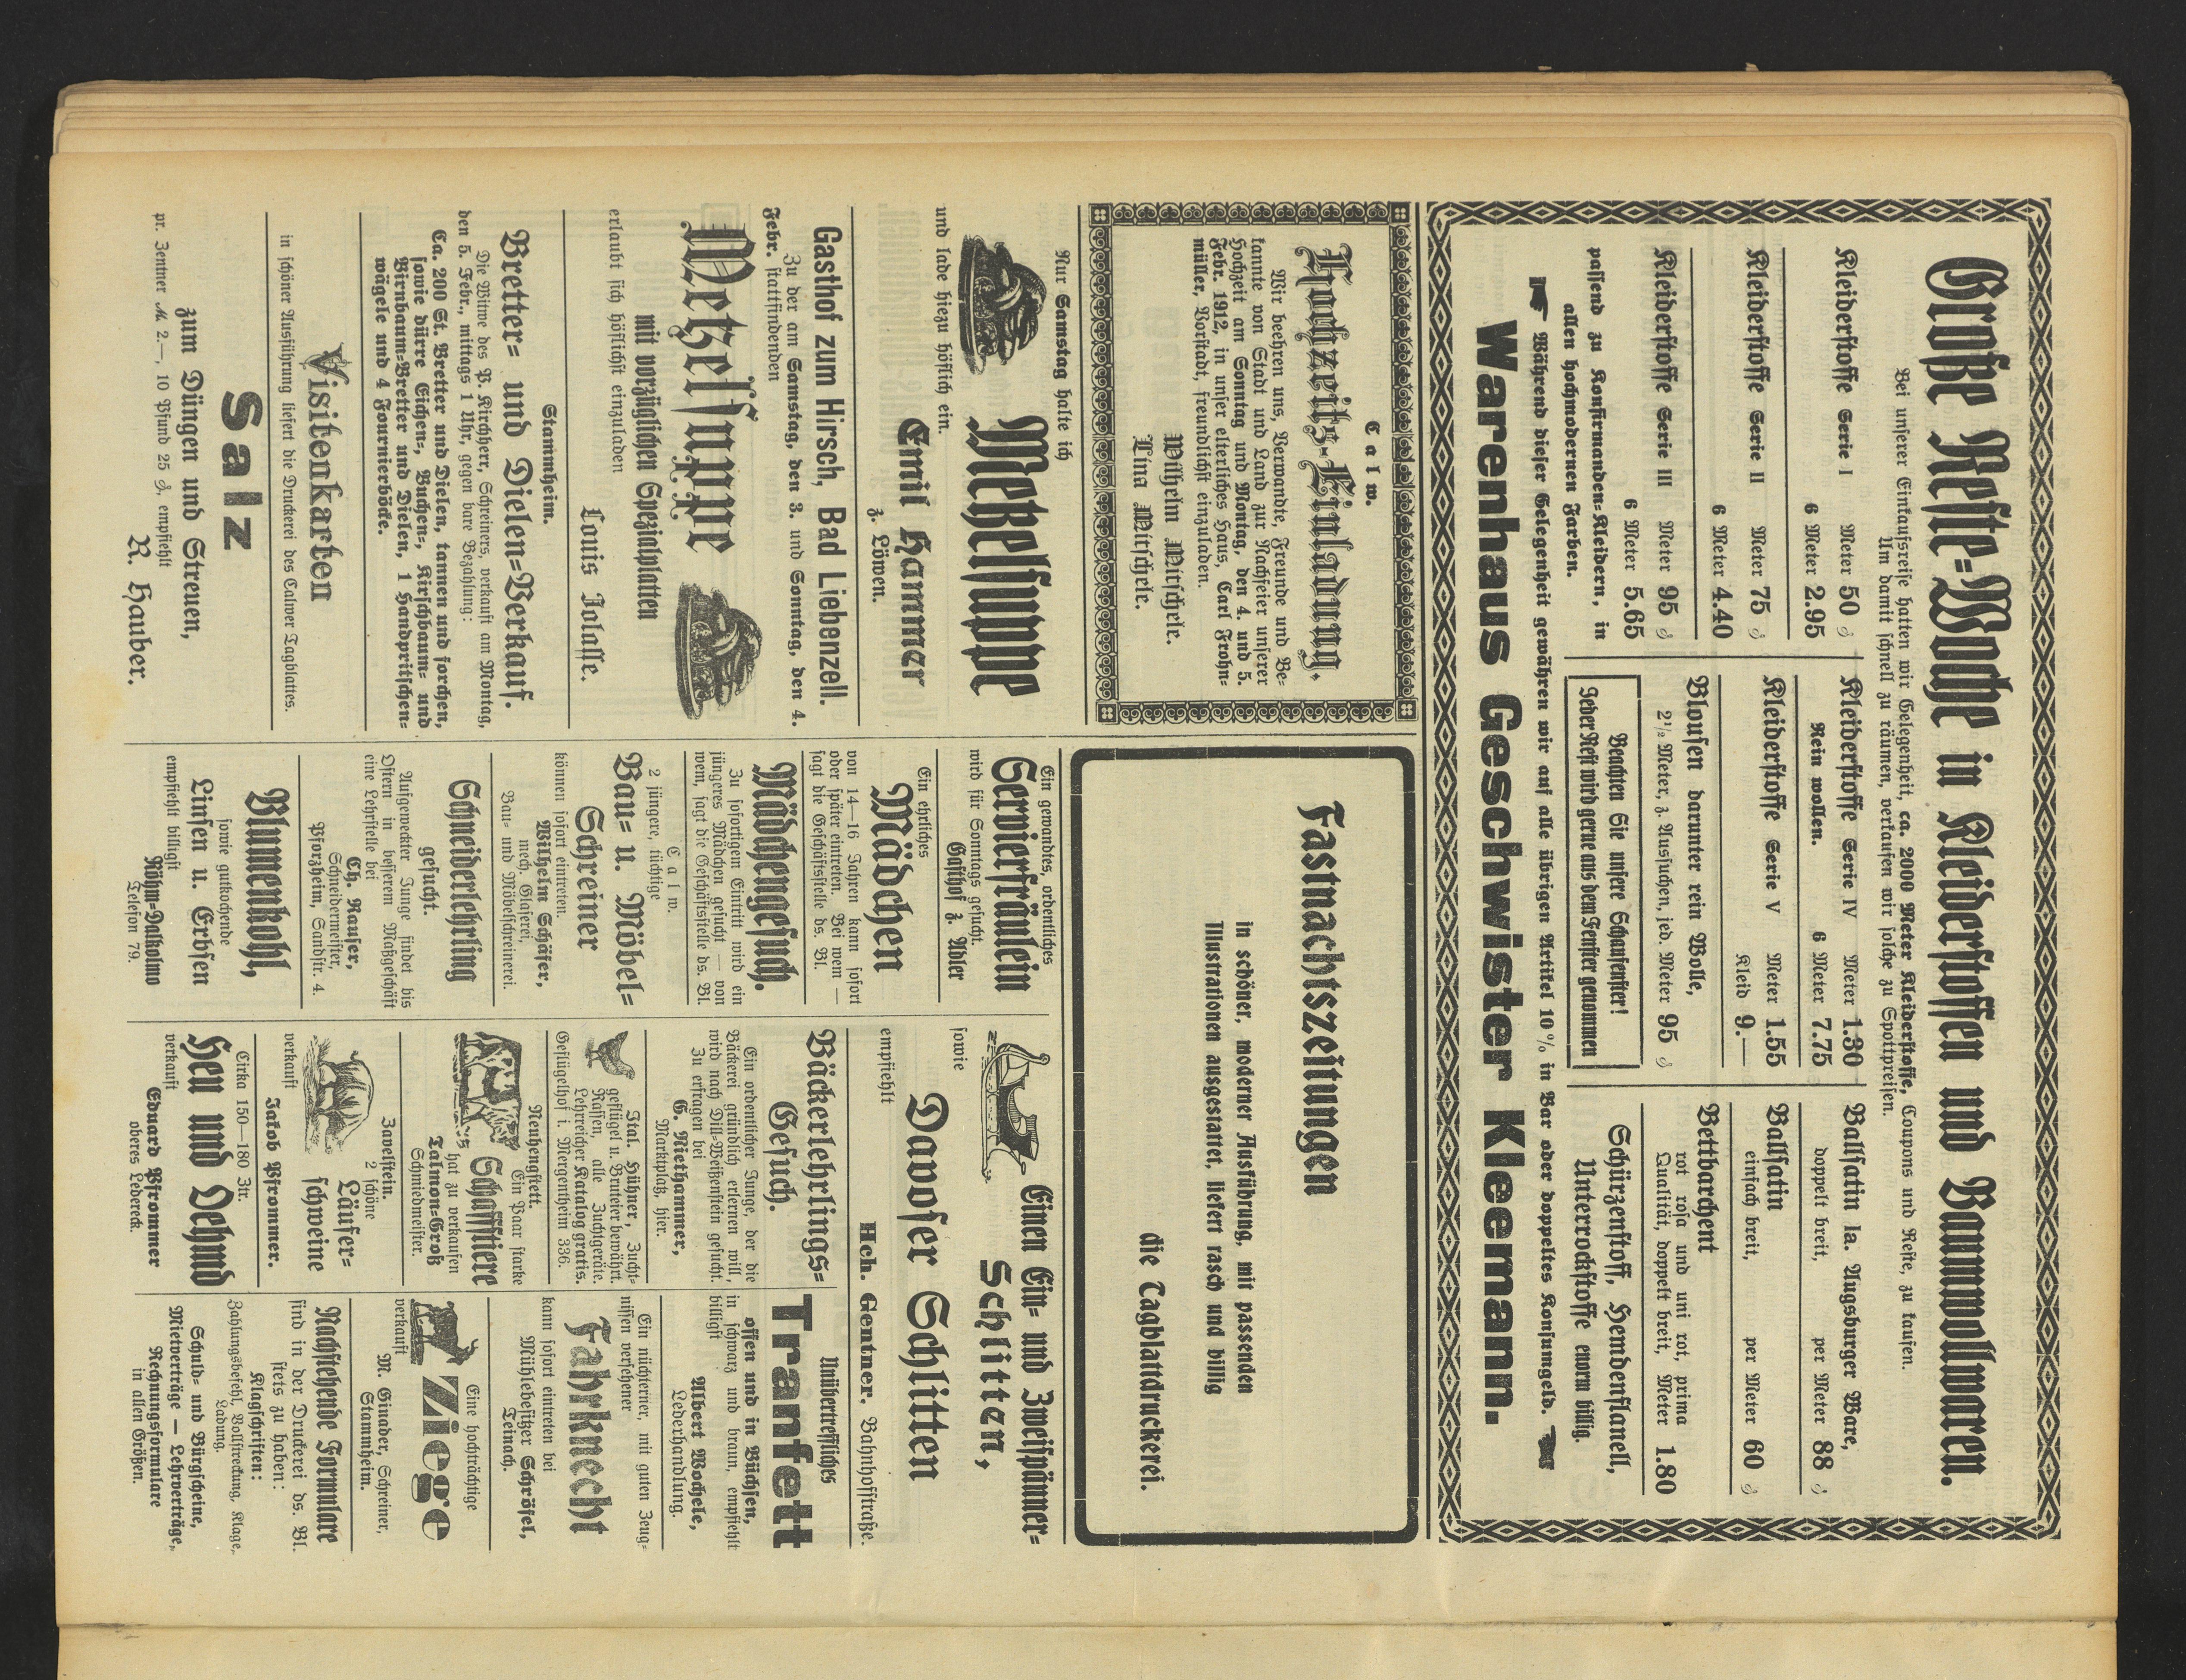 Große Reste-Woche in Kleiderstoffen und Baumwollwaren.
Bei unserer Einkaufsreise hatten wir Gelegenheit, ca. 2000 Meter Kleiderstoffe, Coupons und Reste, zu kaufen.
Um damit schnell zu räumen, verkaufen wir solche zu Spottpreisen.
Kleiderstoffe Serie I Meter 50 ₰
6 Meter 2.95
Kleiderstoffe Serie II Meter 75 ₰
6 Meter 4.40
Kleiderstoffe Serie III Meter 95 ₰
6 Meter 5.65
passend zu Konfirmanden-Kleidern, in
allen hochmodernen Farben.
Kleiderstoffe Serie IV Meter 1.30
Rein wollen. 6 Meter 7.75
Kleiderstoffe Serie V Meter 1.55
Kleid 9.—
Blousen darunter rein Wolle,
2½ Meter, z. Aussuchen, jed. Meter 95 ₰
Beachten Sie unsere Schaufenster!
Jeder Rest wird gerne aus dem Fenster genommen
Ballsatin Ia. Augsburger Ware,
doppelt breit, per Meter 88 ₰
Ballsatin
einfach breit, per Meter 60 ₰
Bettbarchent
rot rosa und uni rot, prima
Qualität, doppelt breit, Meter 1.80
Schürzenstoff, Hemdenflanell,
Unterrockstoffe enorm billig.
Während dieser Gelegenheit gewähren wir auf alle übrigen Artikel 10 % in Bar oder doppeltes Konsumgeld.
Warenhaus Geschwister Kleemann.
Calw.
Hochzeits-Einladung.
Wir beehren uns, Verwandte, Freunde und Be-
kannte von Stadt und Land zur Nachfeier unserer
Hochzeit am Sonntag und Montag, den 4. und 5.
Febr. 1912, in unser elterliches Haus, Carl Frohn-
müller, Vorstadt, freundlichst einzuladen.
Wilhelm Mitschele.
Lina Mitschele.
Nur Samstag halte ich
Metzelsuppe
und lade hiezu höflich ein.
Emil Hammer
z. Löwen.
Gasthof zum Hirsch, Bad Liebenzell.
Zu der am Samstag, den 3. und Sonntag, den 4.
Febr. stattfindenden
Metzelsuppe
mit vorzüglichen Spezialplatten
erlaubt sich höflichst einzuladen
Louis Jolasse.
Stammheim.
Bretter- und Dielen-Verkauf.
Die Witwe des P. Kirchherr, Schreiners, verkauft am Montag,
den 5. Febr., mittags 1 Uhr, gegen bare Bezahlung:
Ca. 200 St. Bretter und Dielen, tannen und forchen,
sowie dürre Eichen-, Buchen-, Kirschbaum- und
Birnbaum-Bretter und Dielen, 1 Handpritschen-
wägele und 4 Fournierböcke.
Visitenkarten
in schöner Ausführung liefert die Druckerei des Calwer Tagblattes.
Salz
zum Düngen und Streuen,
pr. Zentner ℳ 2.—, 10 Pfund 25 ₰, empfiehlt
R. Hauber.
Fastnachtszeitungen
in schöner, moderner Ausführung, mit passenden
Illustrationen ausgestattet, liefert rasch und billig
die Tagblattdruckerei.
Ein gewandtes, ordentliches
Servierfräulein
wird für Sonntags gesucht.
Gasthof z. Adler
Ein ehrliches
Mädchen
von 14—16 Jahren kann sofort
oder später eintreten. Bei wem —
sagt die Geschäftsstelle ds. Bl.
Mädchengesuch.
Zu sofortigen Eintritt wird ein
jüngeres Mädchen gesucht — von
wem, sagt die Geschäftsstelle ds. Bl.
Calw.
2 jüngere, tüchtige
Bau- u. Möbel-
Schreiner
können sofort eintreten.
Wilhelm Schäfer,
mech. Glaserei,
Bau- und Möbelschreinerei.
Schneiderlehrling
gesucht.
Aufgeweckter Junge findet bis
Ostern in besserem Maßgeschäft
eine Lehrstelle bei
Ch. Rauser,
Schneidermeister,
Pforzheim, Sandstr. 4.
Blumenkohl,
sowie gutkochende
Linsen u. Erbsen
empfiehlt billigst
Röhm-Dalkolmo
Telefon 79.
Einen Ein- und Zweispänner-
Schlitten,
sowie
Davoser Schlitten
empfiehlt
Hch. Gentner, Bahnhofstraße.
Bäckerlehrlings-
Gesuch.
Ein ordentlicher Junge, der die
Bäckerei gründlich erlernen will,
wird nach Dill-Weißenstein gesucht.
Zu erfragen bei
G. Niethammer,
Marktplatz, hier.
Ital. Hühner, Zucht-
geflügel u. Bruteier bewährt.
Rassen, alle Zuchtgeräte.
Lehrreicher Katalog gratis.
Geflügelhof i. Mergentheim 336.
Neuhengstett.
Ein Paar starke
Schafftiere
hat zu verkaufen
Talmon-Groß
Schmiedmeister.
Zavelstein.
2 schöne
Läufer-
schweine
verkauft
Jakob Pfrommer.
Cirka 150—180 Ztr.
Heu und Oehmd
verkauft
Eduard Pfrommer
oberes Ledereck.
Unübertreffliches
Tranfett
offen und in Büchsen,
in schwarz und braun, empfiehlt
billigst
Albert Wochele,
Lederhandlung.
Ein nüchterner, mit guten Zeug-
nissen versehener
Fahrknecht
kann sofort eintreten bei
Mühlebesitzer Schrösel,
Teinach.
Eine hochträchtige
Ziege
verkauft
M. Ginader, Schreiner,
Stammheim.
Nachstehende Formulare
sind in der Druckerei ds. Bl.
stets zu haben:
Klagschriften:
Zahlungsbefehl, Vollstreckung, Klage,
Ladung.
Schuld- und Bürgscheine,
Mietverträge — Lehrverträge,
Rechnungsformulare
in allen Größen.